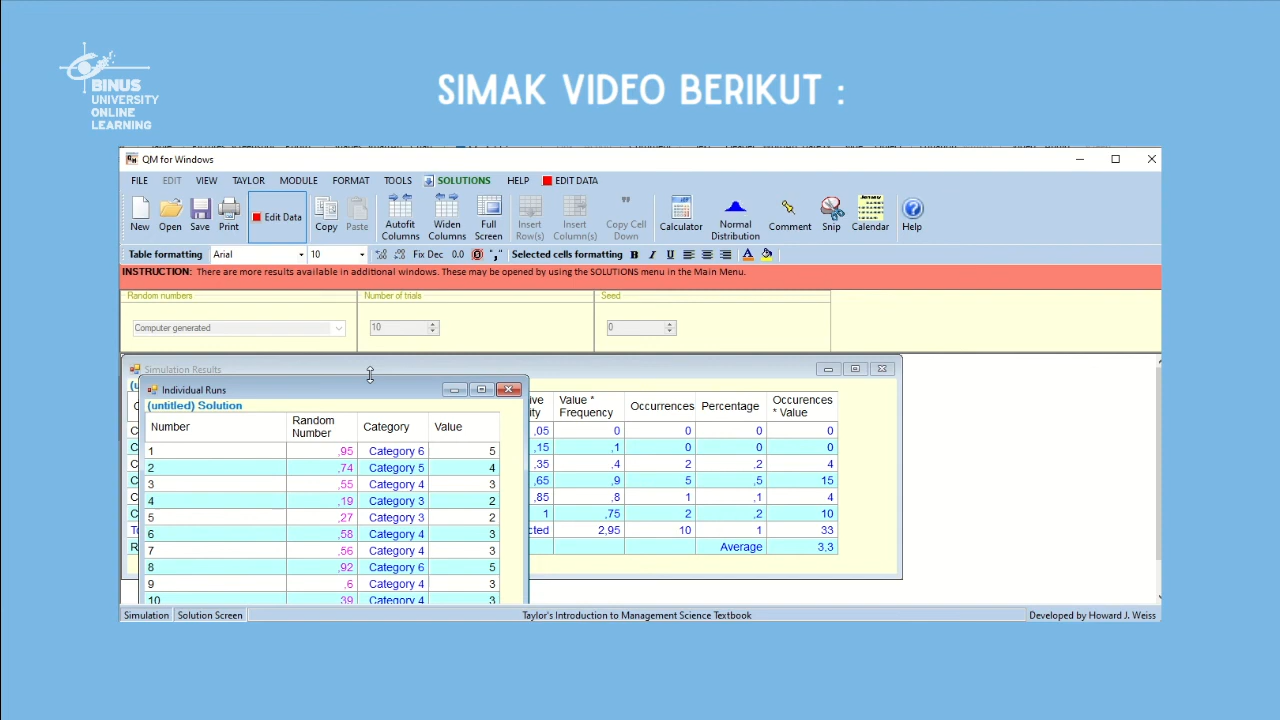 BINUS
UNIVERSITY
ONLINE
LEARNING
SIMAK VIDEO BERIKUT :
QM for Windows
FILE EDIT VIEW TAYLOR MODULE FORMAT TOOLS SOLUTIONS HELP EDIT DATA
New Open Save Print Edit Data Copy Paste Autofit Columns Widen Columns Full Screen Insert Row(s) Insert Column(s) Copy Cell Down Calculator Normal Distribution Comment Snip Calendar Help
Table formatting Arial 10 Fix Dec 0.0 Selected cells formatting B I U A
INSTRUCTION: There are more results available in additional windows. These may be opened by using the SOLUTIONS menu in the Main Menu.
Random numbers Number of trials Seed
Computer generated 10 0
Simulation Results
Individual Runs
(untitled) Solution
Number Random Number Category Value
1 ,95 Category 6 5
2 ,74 Category 5 4
3 ,55 Category 4 3
4 ,19 Category 3 2
5 ,27 Category 3 2
6 ,58 Category 4 3
7 ,56 Category 4 3
8 ,92 Category 6 5
9 ,6 Category 4 3
10 ,39 Category 4 3
Value * Frequency Occurrences Percentage Occurences * Value
,05 0 0 0 0
,15 ,1 0 0 0
,35 ,4 2 ,2 4
,65 ,9 5 ,5 15
,85 ,8 1 ,1 4
1 ,75 2 ,2 10
2,95 10 1 33
Average 3,3
Simulation Solution Screen Taylor's Introduction to Management Science Textbook Developed by Howard J. Weiss